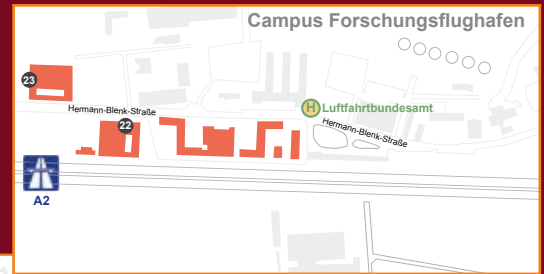 Campus Forschungsflughafen
23
Hermann-Blenk-Straße
H Luftfahrtbundesamt
22
Hermann-Blenk-Straße
A2